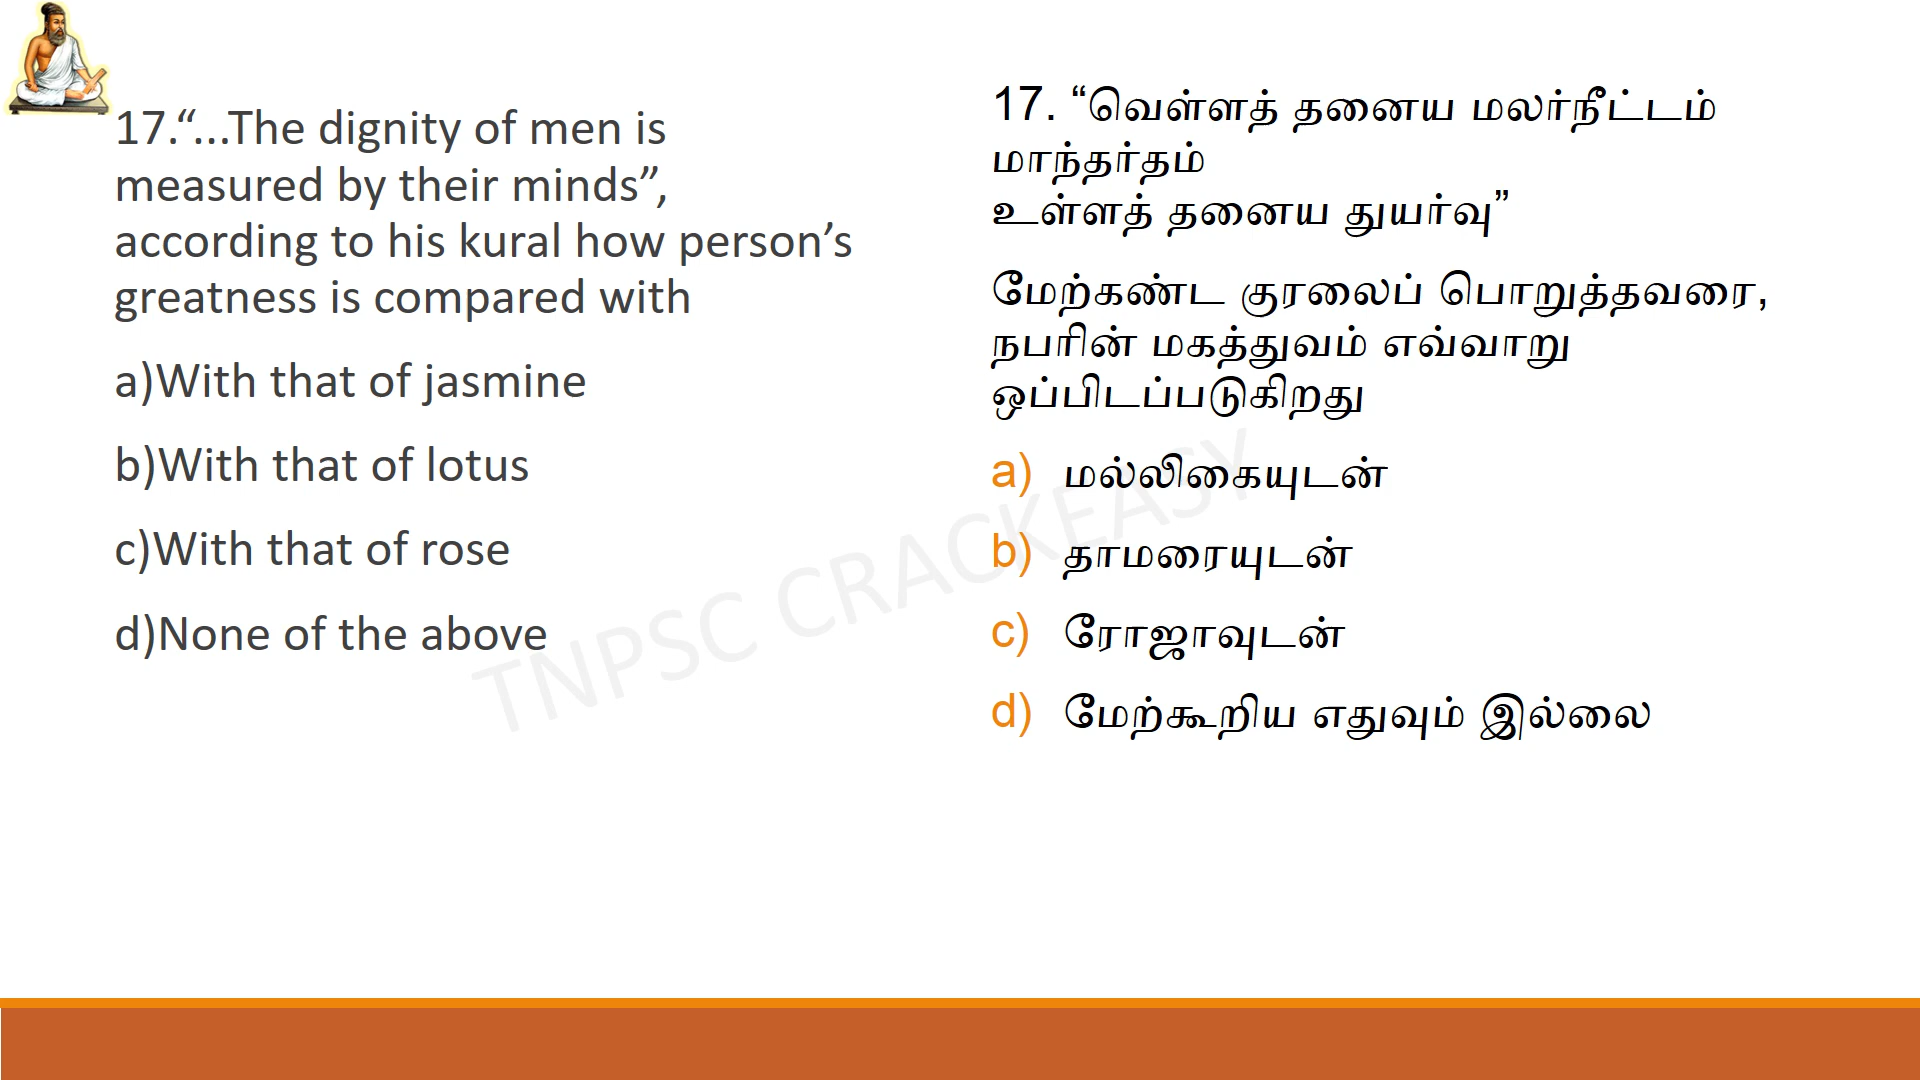 17.“...The dignity of men is
measured by their minds”,
according to his kural how person’s
greatness is compared with
a)With that of jasmine
b)With that of lotus
c)With that of rose
d)None of the above
17. “வெள்ளத் தனைய மலர்நீட்டம்
மாந்தர்தம்
உள்ளத் தனைய துயர்வு”
மேற்கண்ட குரலைப் பொறுத்தவரை,
நபரின் மகத்துவம் எவ்வாறு
ஒப்பிடப்படுகிறது
a) மல்லிகையுடன்
b) தாமரையுடன்
c) ரோஜாவுடன்
d) மேற்கூறிய எதுவும் இல்லை
TNPSC CRACKEASY